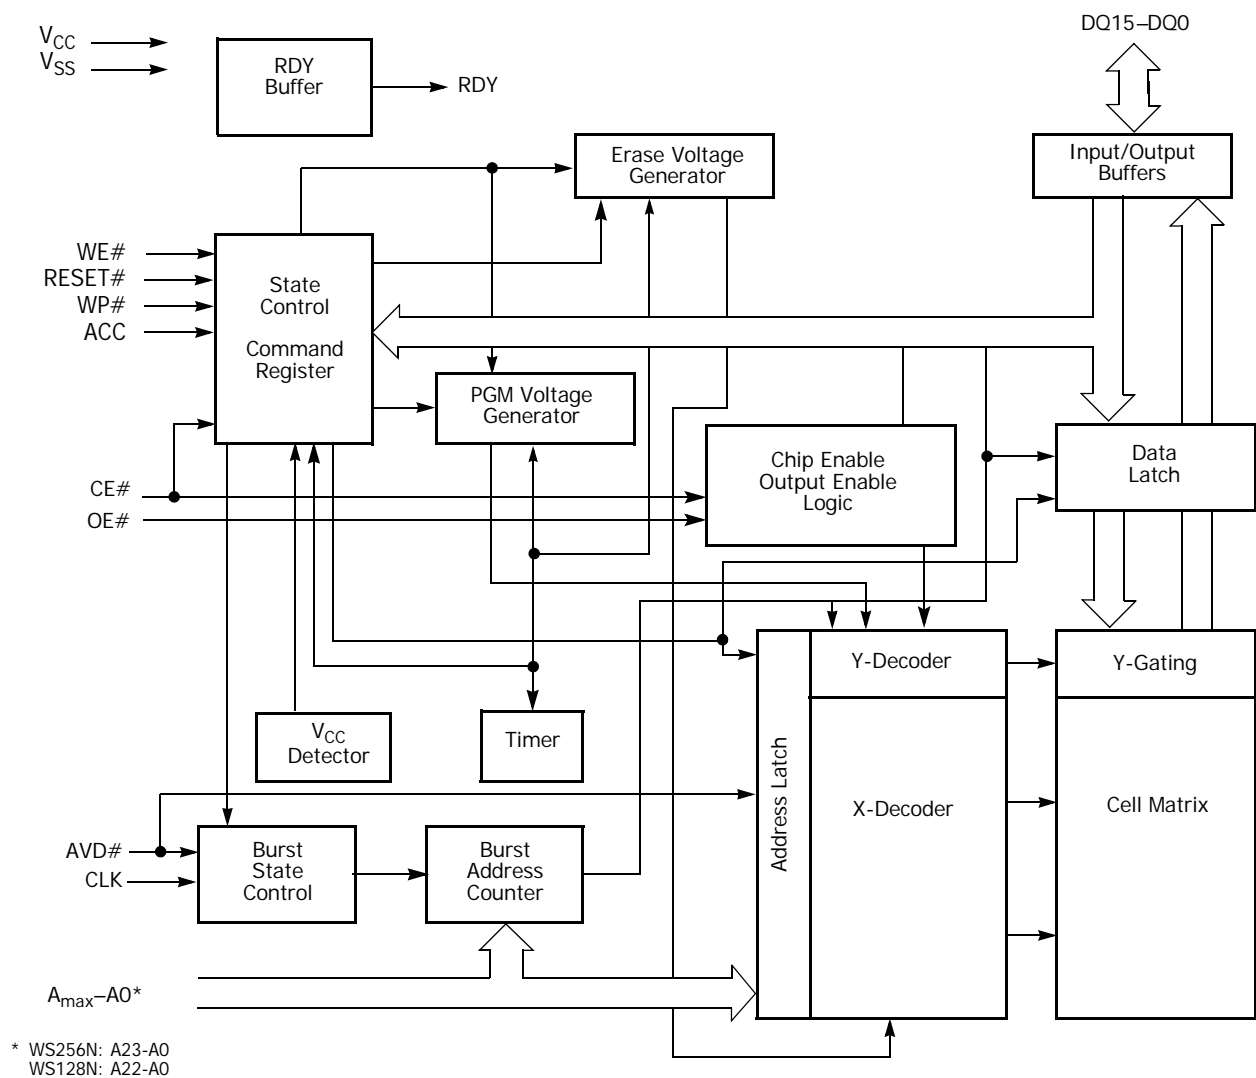 DQ15–DQ0
VCC
VSS
RDY
Buffer
RDY
Erase Voltage
Generator
Input/Output
Buffers
WE#
RESET#
WP#
ACC
State
Control
Command
Register
PGM Voltage
Generator
CE#
OE#
Chip Enable
Output Enable
Logic
Data
Latch
Y-Decoder
Y-Gating
VCC
Detector
Timer
Address Latch
X-Decoder
Cell Matrix
AVD#
CLK
Burst
State
Control
Burst
Address
Counter
Amax–A0*
* WS256N: A23-A0
WS128N: A22-A0